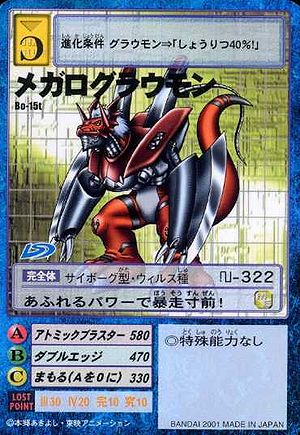 進化条件 グラウモン⇒「しょうりつ40%!」
メガログラウモン
Bo-15t
完全体 サイボーグ型・ウィルス種
あふれるパワーで暴走寸前!
A アトミックブラスター 580
B ダブルエッジ 470
C まもる(Aを0に) 330
◎特殊能力なし
LOST POINT Ⅲ30 Ⅳ20 完10 究10
©本郷あきよし・東映アニメーション
BANDAI 2001 MADE IN JAPAN